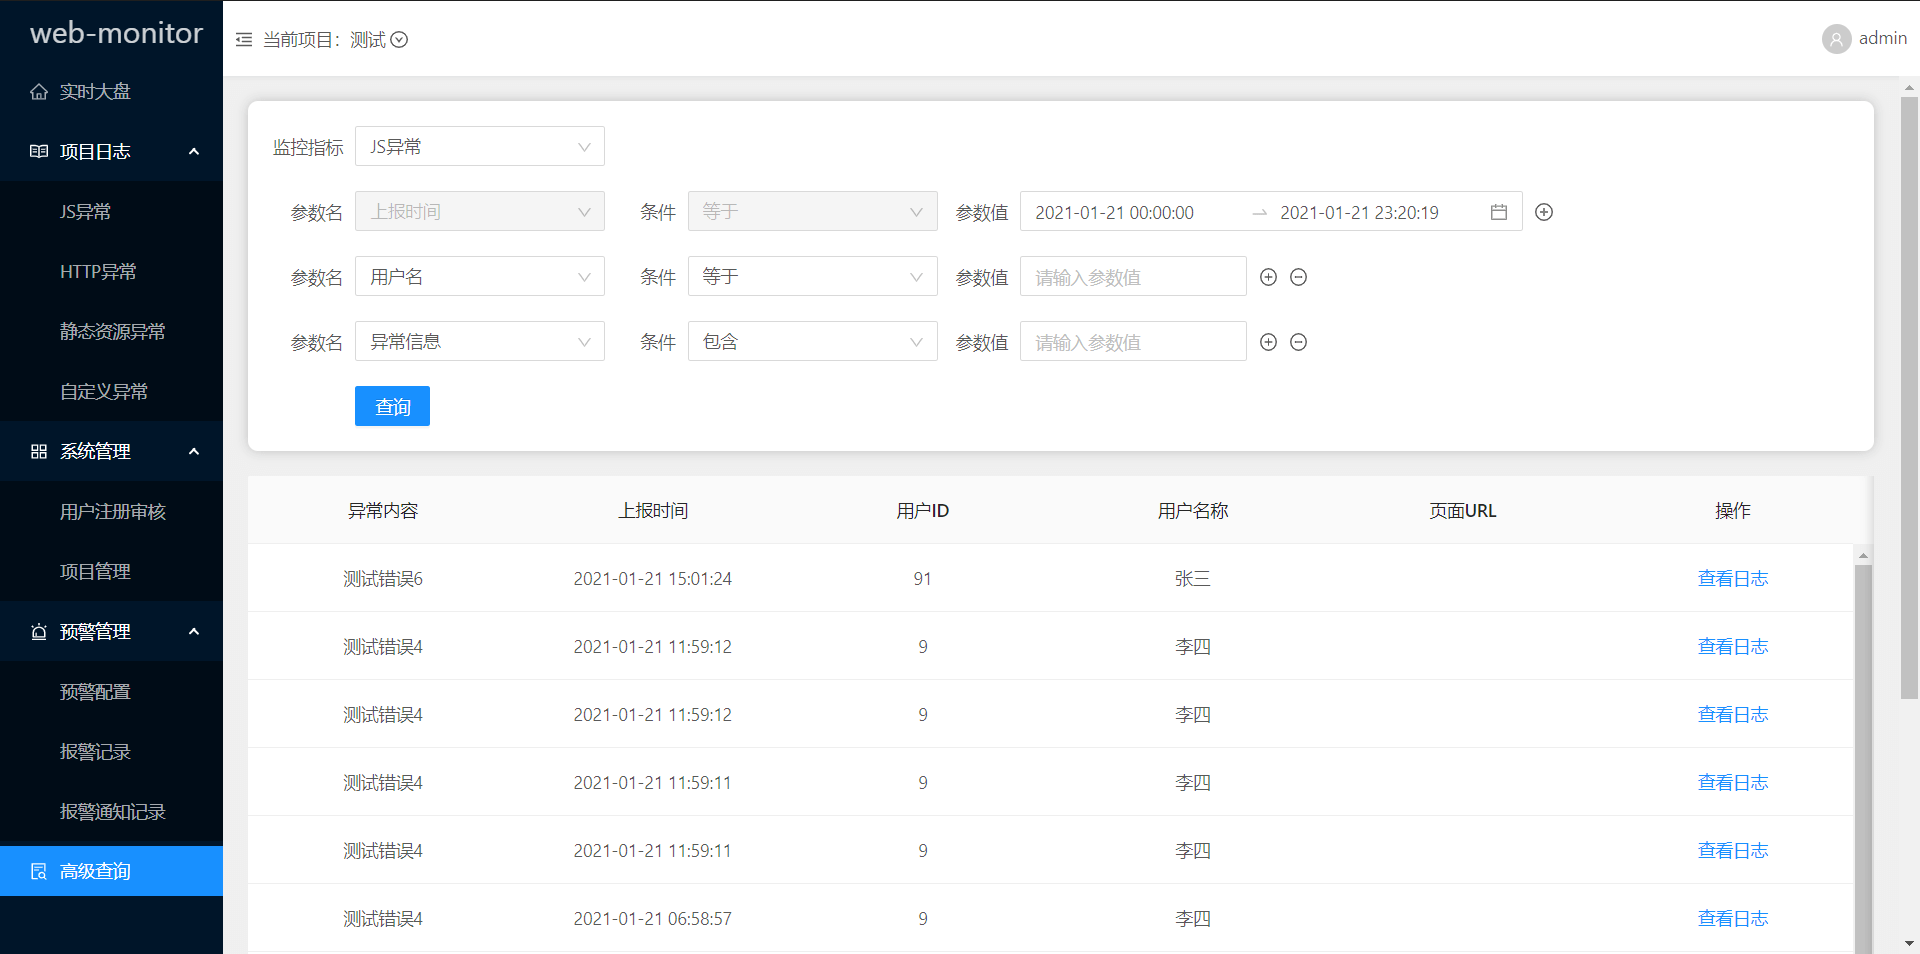 web-monitor
实时大盘
项目日志
JS异常
HTTP异常
静态资源异常
自定义异常
系统管理
用户注册审核
项目管理
预警管理
预警配置
报警记录
报警通知记录
高级查询
当前项目：测试
admin
监控指标 JS异常
参数名 上报时间 条件 等于 参数值 2021-01-21 00:00:00 2021-01-21 23:20:19
参数名 用户名 条件 等于 参数值 请输入参数值
参数名 异常信息 条件 包含 参数值 请输入参数值
查询
异常内容 上报时间 用户ID 用户名称 页面URL 操作
测试错误6 2021-01-21 15:01:24 91 张三 查看日志
测试错误4 2021-01-21 11:59:12 9 李四 查看日志
测试错误4 2021-01-21 11:59:12 9 李四 查看日志
测试错误4 2021-01-21 11:59:11 9 李四 查看日志
测试错误4 2021-01-21 11:59:11 9 李四 查看日志
测试错误4 2021-01-21 06:58:57 9 李四 查看日志